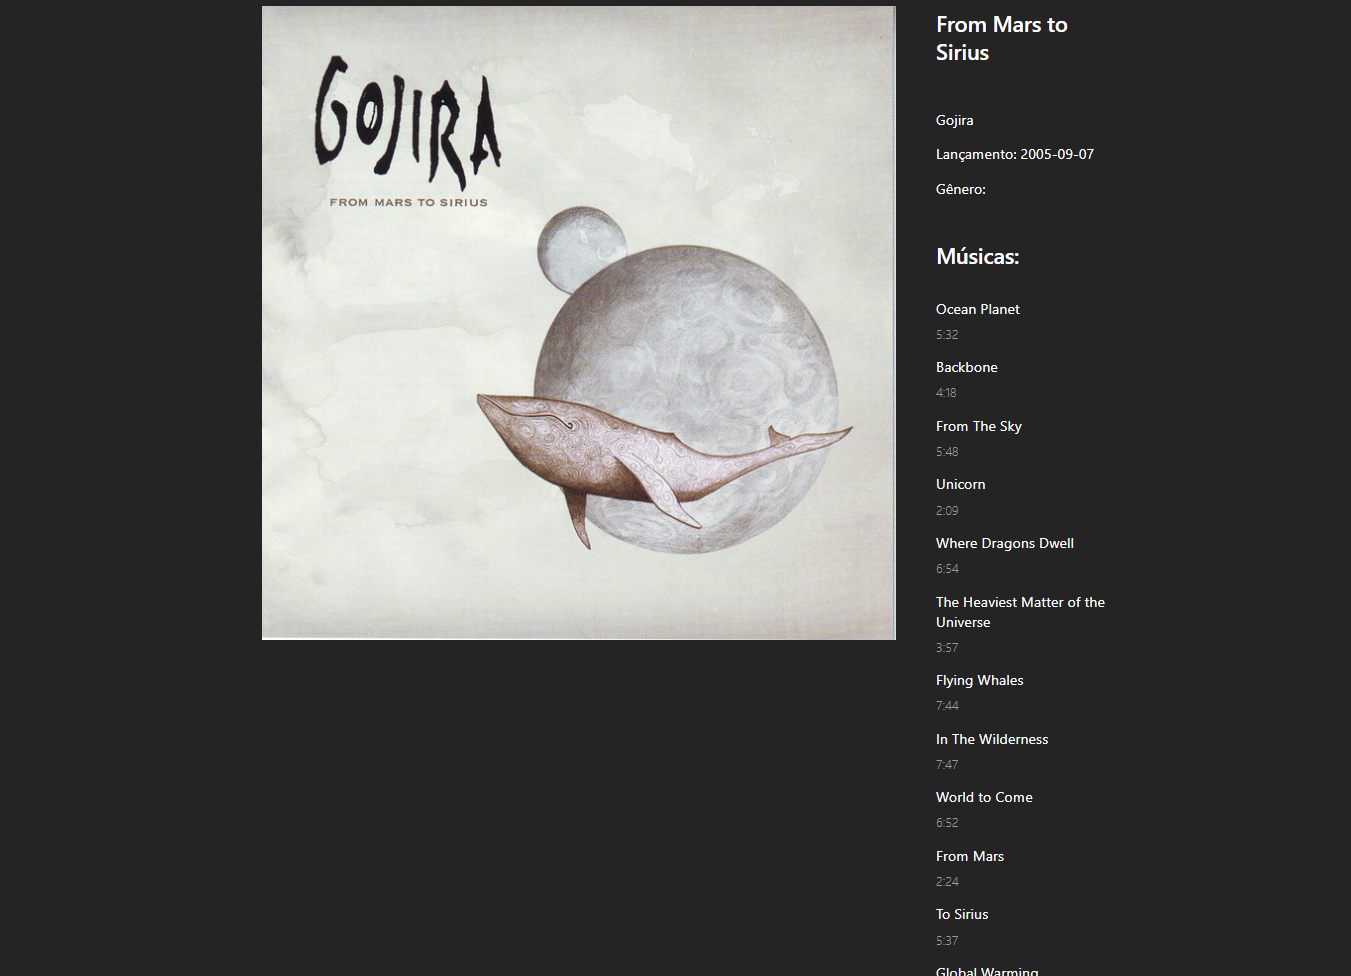 GOJIRA
FROM MARS TO SIRIUS
From Mars to
Sirius
Gojira
Lançamento: 2005-09-07
Gênero:
Músicas:
Ocean Planet
5:32
Backbone
4:18
From The Sky
5:48
Unicorn
2:09
Where Dragons Dwell
6:54
The Heaviest Matter of the
Universe
3:57
Flying Whales
7:44
In The Wilderness
7:47
World to Come
6:52
From Mars
2:24
To Sirius
5:37
Global Warming